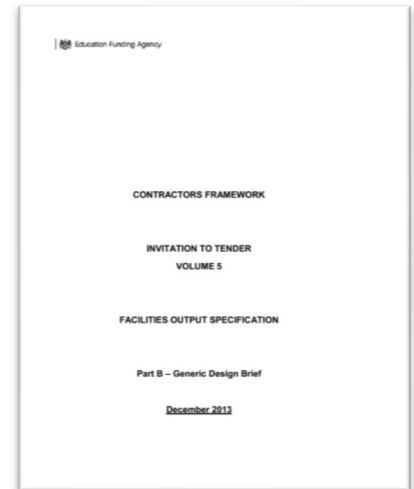 Education Funding Agency
CONTRACTORS FRAMEWORK
INVITATION TO TENDER
VOLUME 5
FACILITIES OUTPUT SPECIFICATION
Part B – Generic Design Brief
December 2013